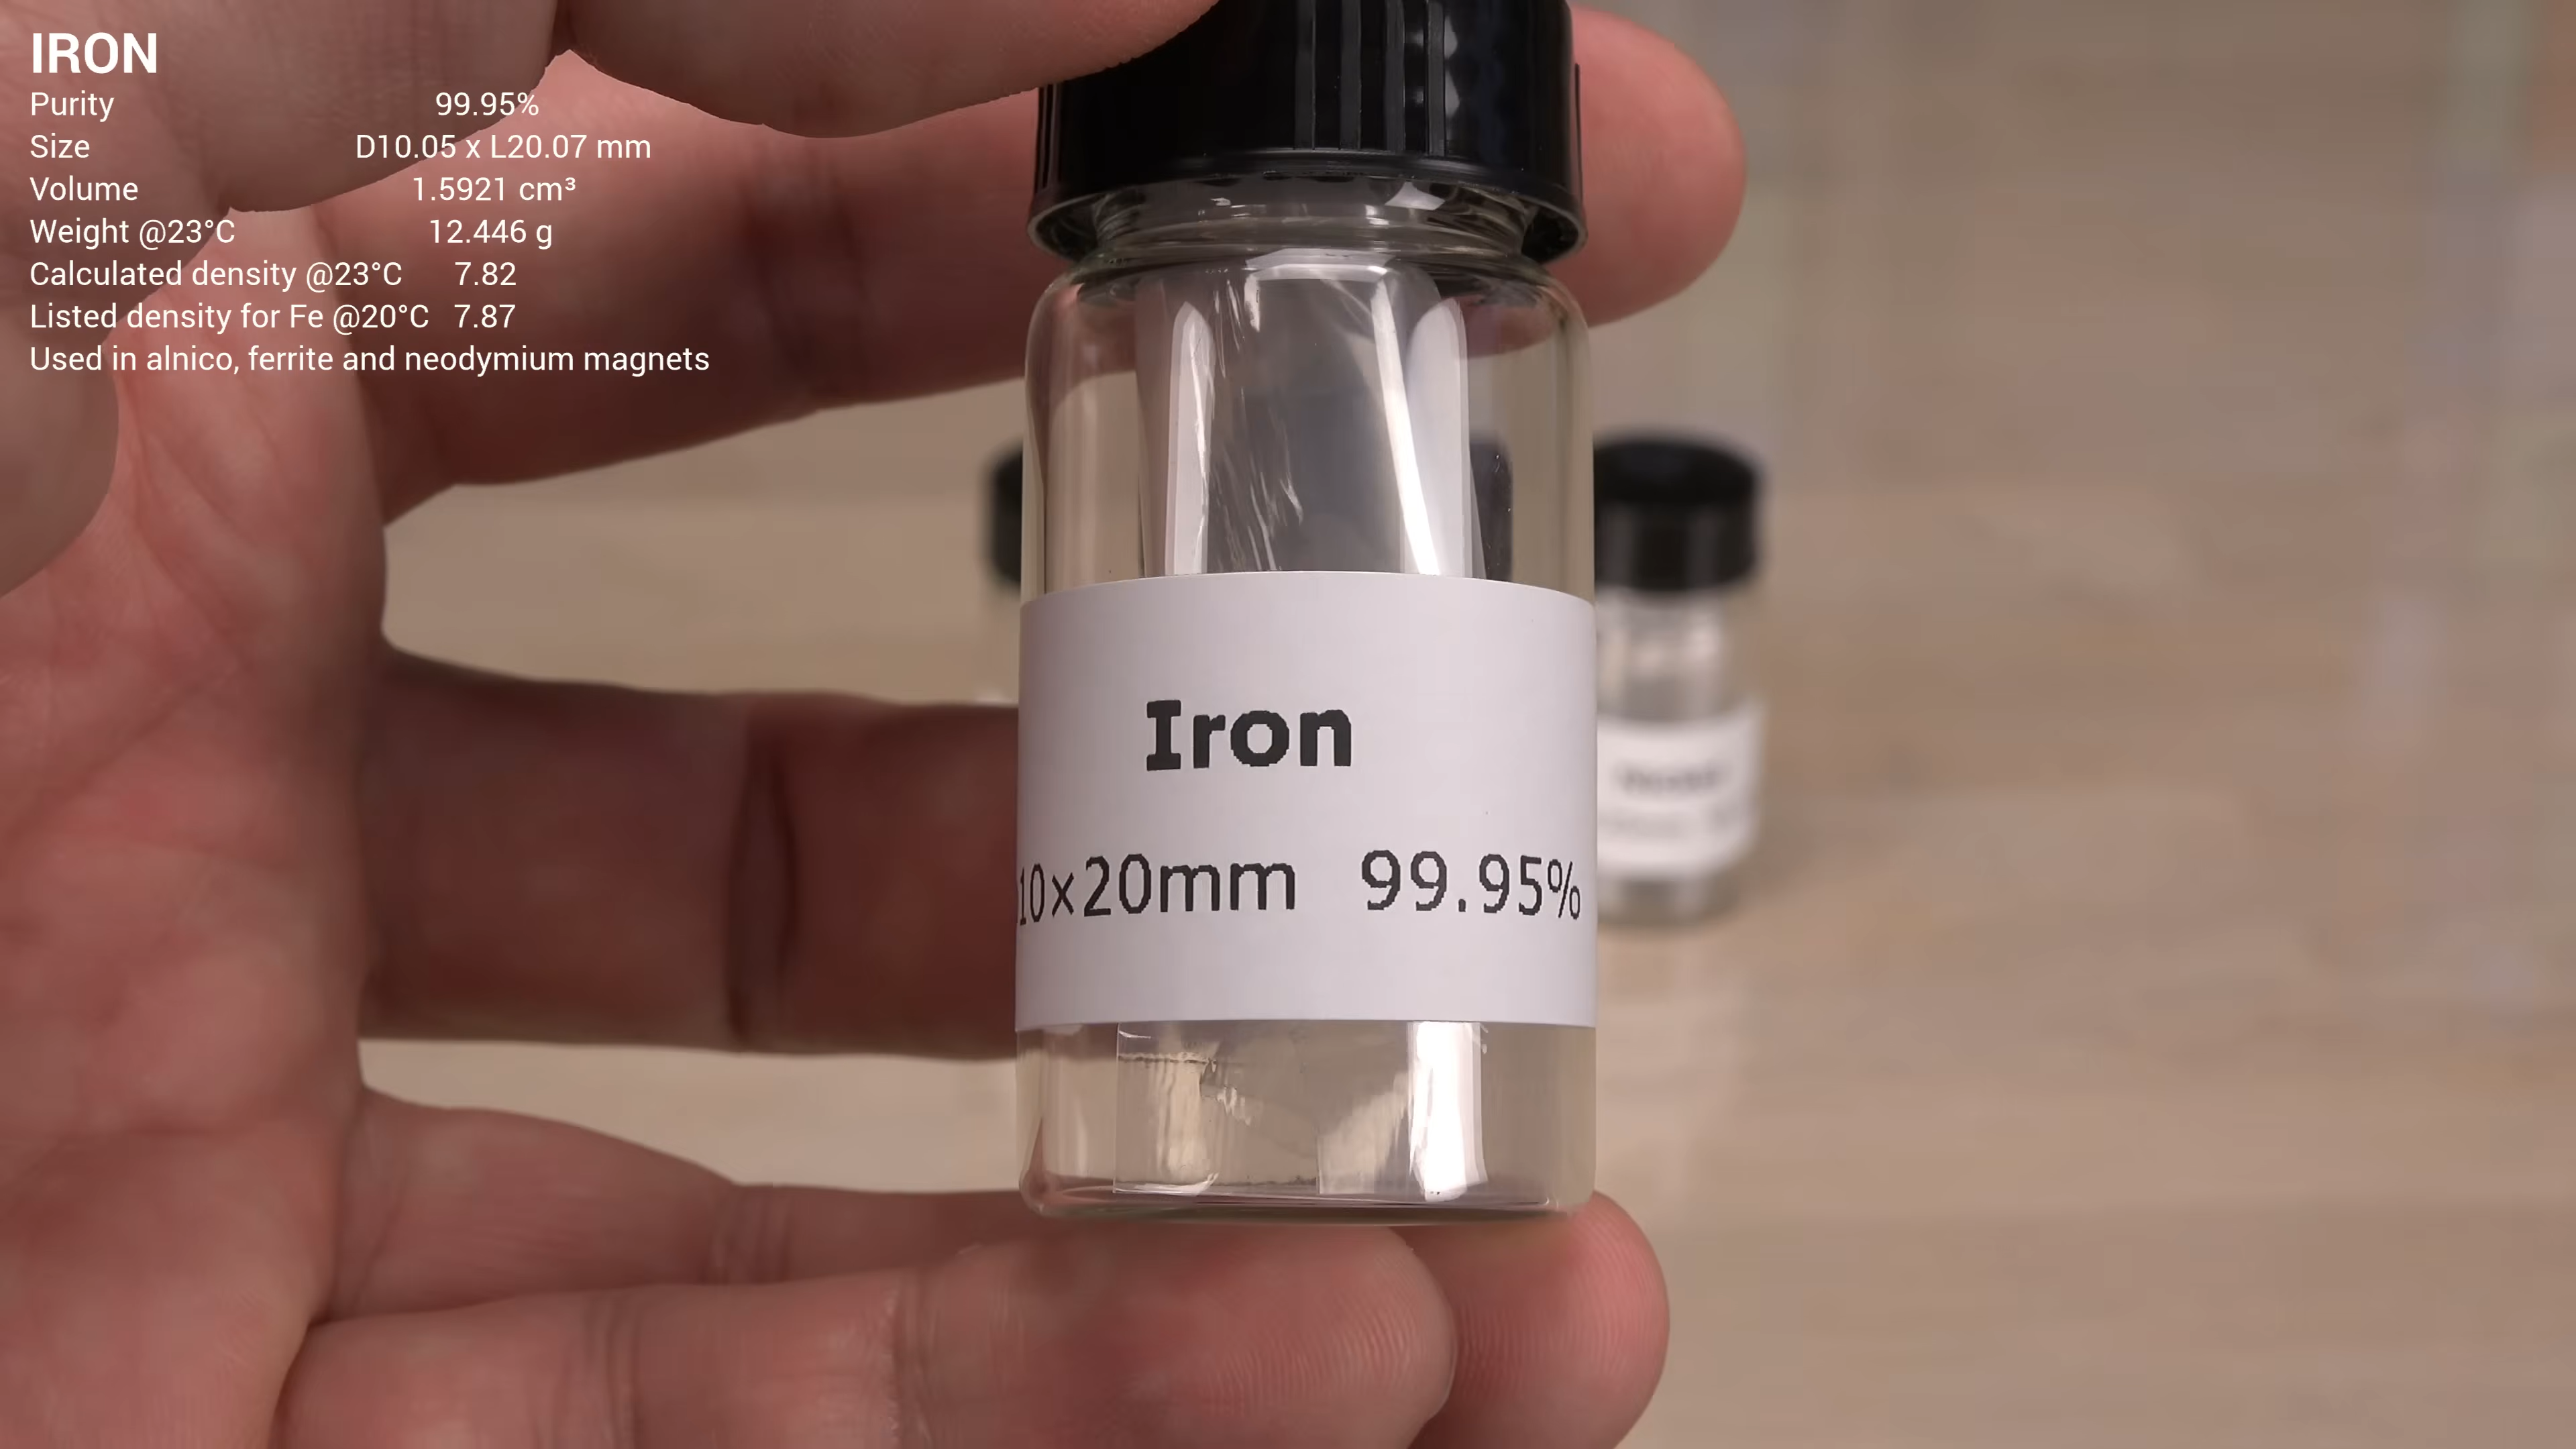 IRON
Purity 99.95%
Size D10.05 x L20.07 mm
Volume 1.5921 cm³
Weight @23°C 12.446 g
Calculated density @23°C 7.82
Listed density for Fe @20°C 7.87
Used in alnico, ferrite and neodymium magnets
Iron
10×20mm 99.95%